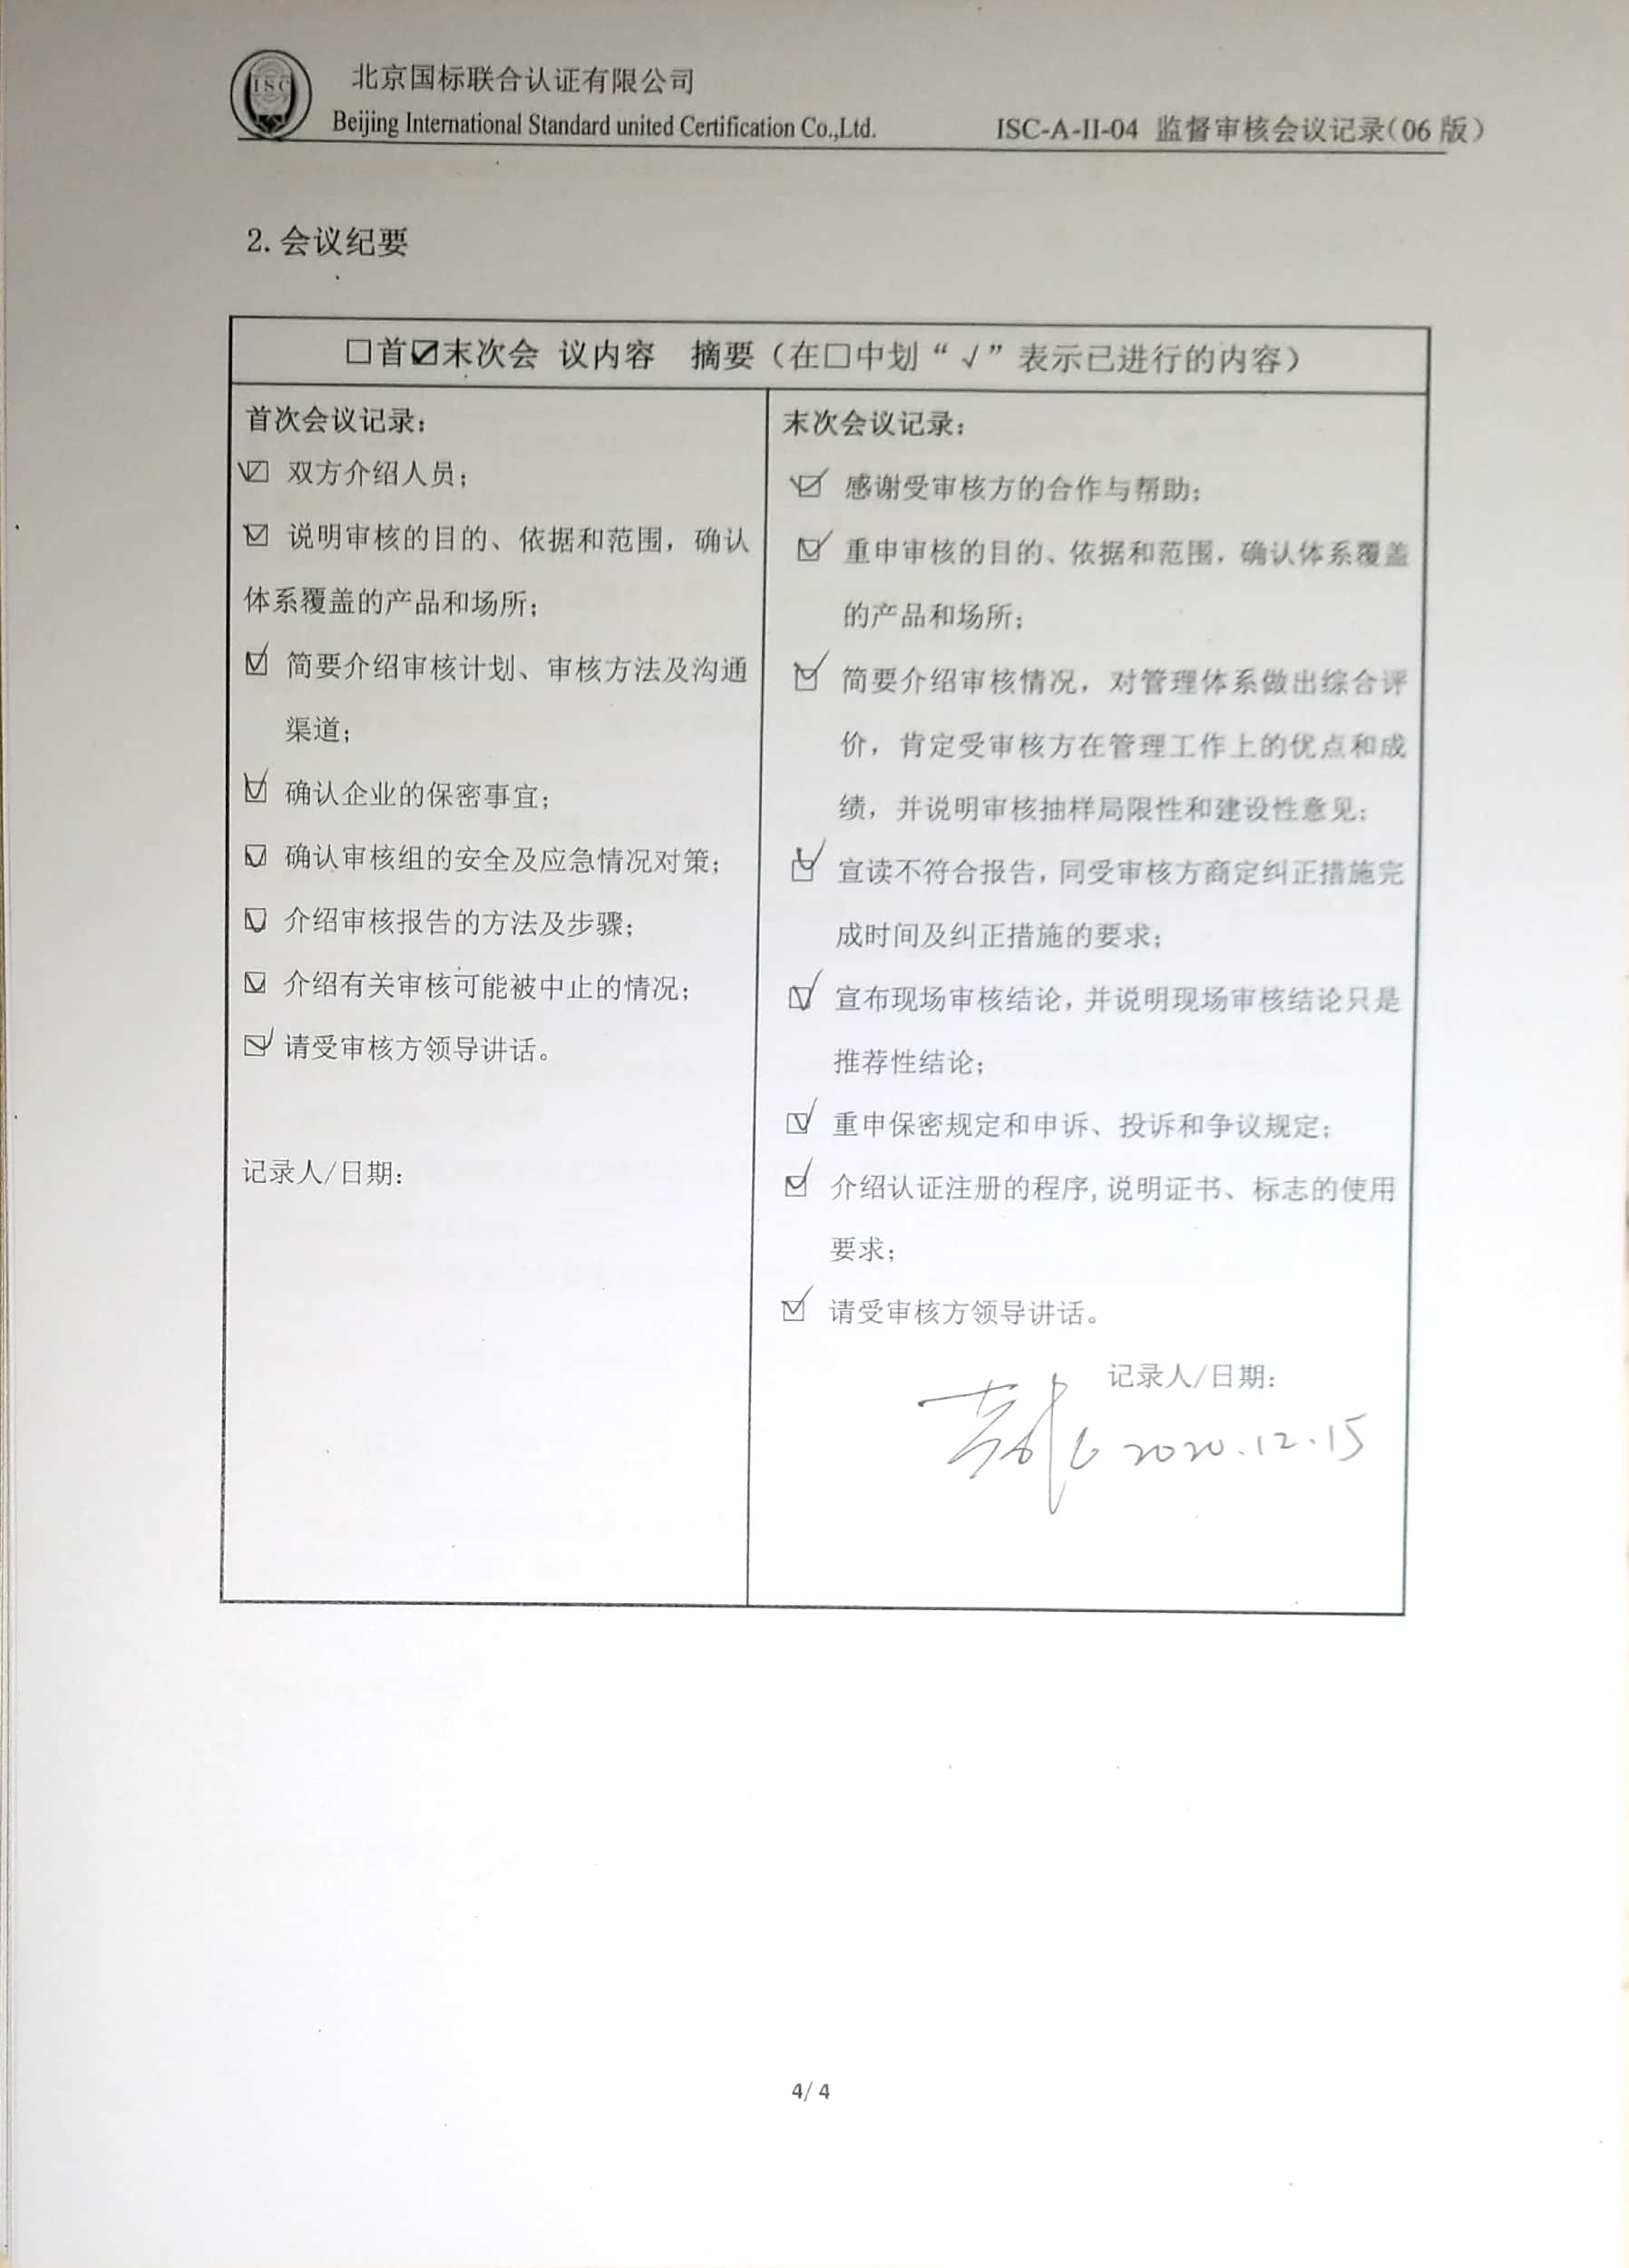 ISC
北京国标联合认证有限公司
Beijing International Standard united Certification Co.,Ltd.
ISC-A-II-04 监督审核会议记录(06 版)
2. 会议纪要
□首☑末次会 议内容 摘要（在□中划“√”表示已进行的内容）
首次会议记录：
☑ 双方介绍人员；
☑ 说明审核的目的、依据和范围，确认
体系覆盖的产品和场所；
☑ 简要介绍审核计划、审核方法及沟通
渠道；
☑ 确认企业的保密事宜；
☑ 确认审核组的安全及应急情况对策；
☑ 介绍审核报告的方法及步骤；
☑ 介绍有关审核可能被中止的情况；
☑ 请受审核方领导讲话。
记录人/日期：
末次会议记录：
☑ 感谢受审核方的合作与帮助；
☑ 重申审核的目的、依据和范围，确认体系覆盖
的产品和场所；
☑ 简要介绍审核情况，对管理体系做出综合评
价，肯定受审核方在管理工作上的优点和成
绩，并说明审核抽样局限性和建设性意见；
☑ 宣读不符合报告，同受审核方商定纠正措施完
成时间及纠正措施的要求；
☑ 宣布现场审核结论，并说明现场审核结论只是
推荐性结论；
☑ 重申保密规定和申诉、投诉和争议规定；
☑ 介绍认证注册的程序，说明证书、标志的使用
要求；
☑ 请受审核方领导讲话。
记录人/日期：
2020.12.15
4/ 4